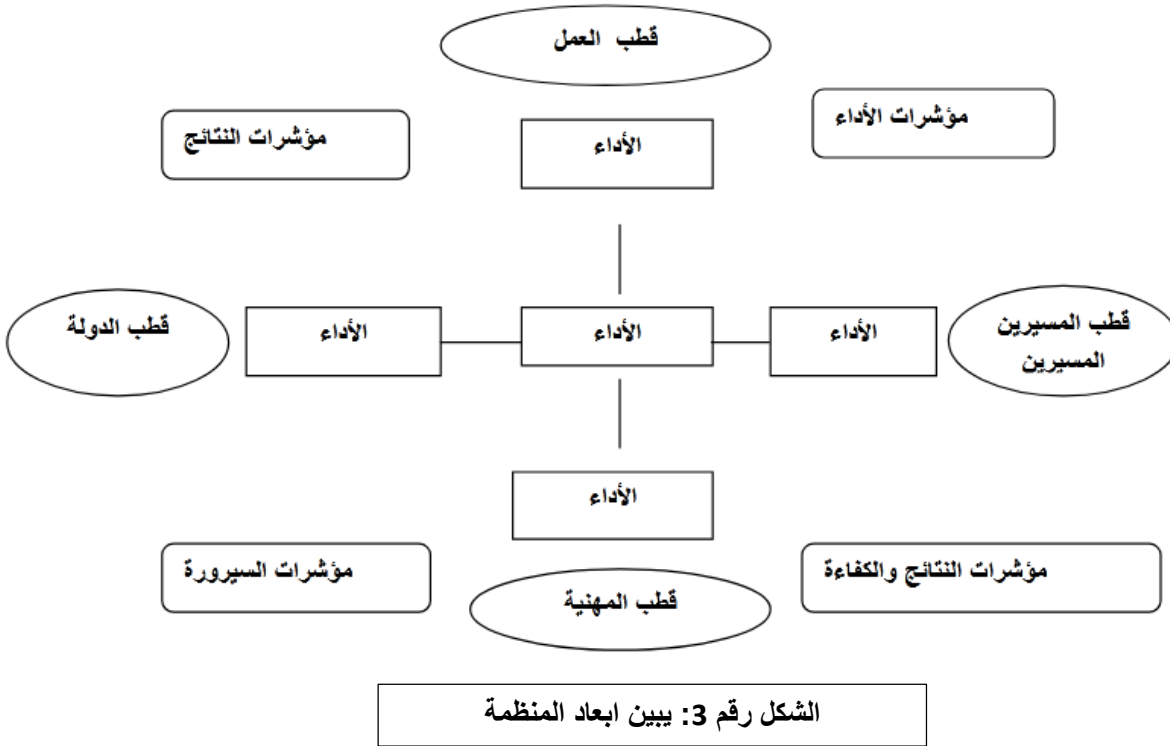 قطب العمل
مؤشرات الأداء
مؤشرات النتائج
الأداء
قطب المسيرين
المسيرين
الأداء
الأداء
الأداء
قطب الدولة
الأداء
مؤشرات النتائج والكفاءة
مؤشرات السيرورة
قطب المهنية
الشكل رقم 3: يبين ابعاد المنظمة